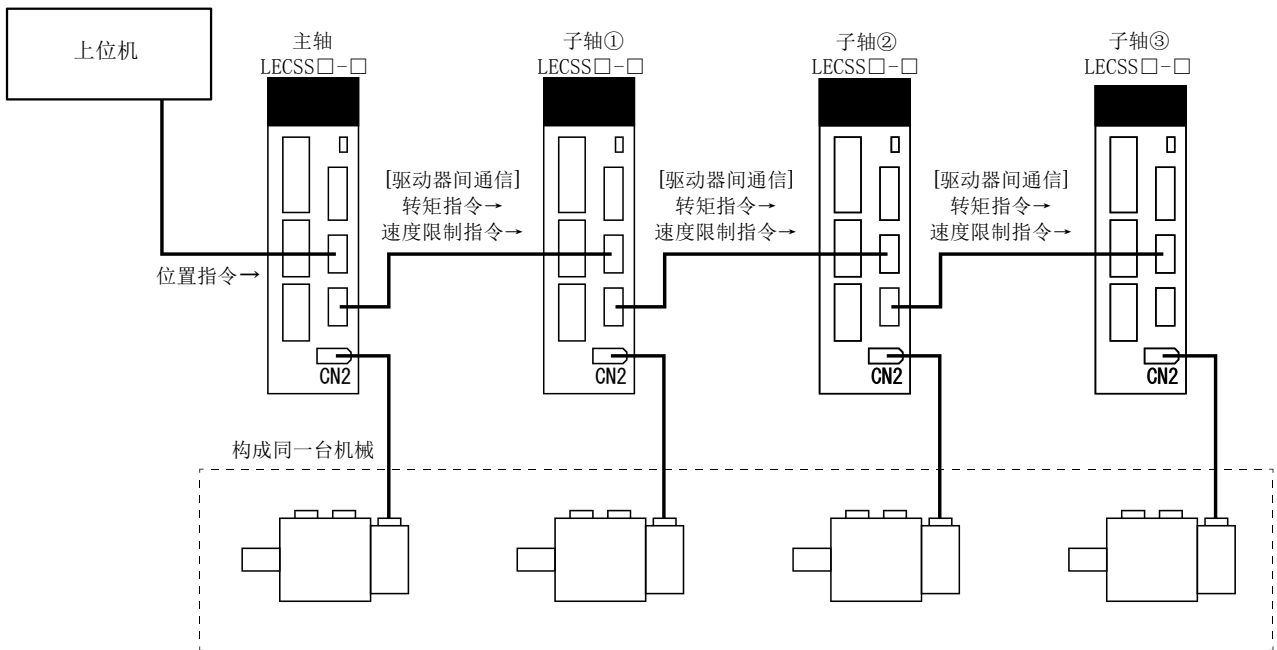 上位机
主轴
LECSS□-□
子轴①
LECSS□-□
子轴②
LECSS□-□
子轴③
LECSS□-□
[驱动器间通信]
转矩指令→
速度限制指令→
[驱动器间通信]
转矩指令→
速度限制指令→
[驱动器间通信]
转矩指令→
速度限制指令→
位置指令→
CN2
CN2
CN2
CN2
构成同一台机械